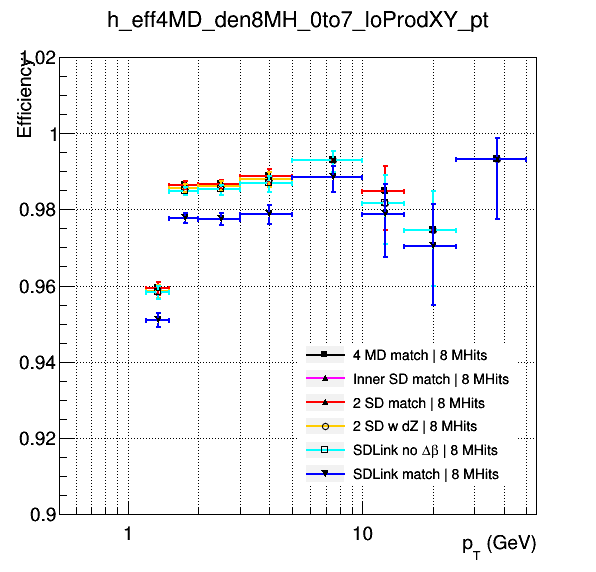 h_eff4MD_den8MH_0to7_loProdXY_pt
Efficiency
1.02
1
0.98
0.96
0.94
0.92
0.9
4 MD match | 8 MHits
Inner SD match | 8 MHits
2 SD match | 8 MHits
2 SD w dZ | 8 MHits
SDLink no Δβ | 8 MHits
SDLink match | 8 MHits
1
10
p_T (GeV)